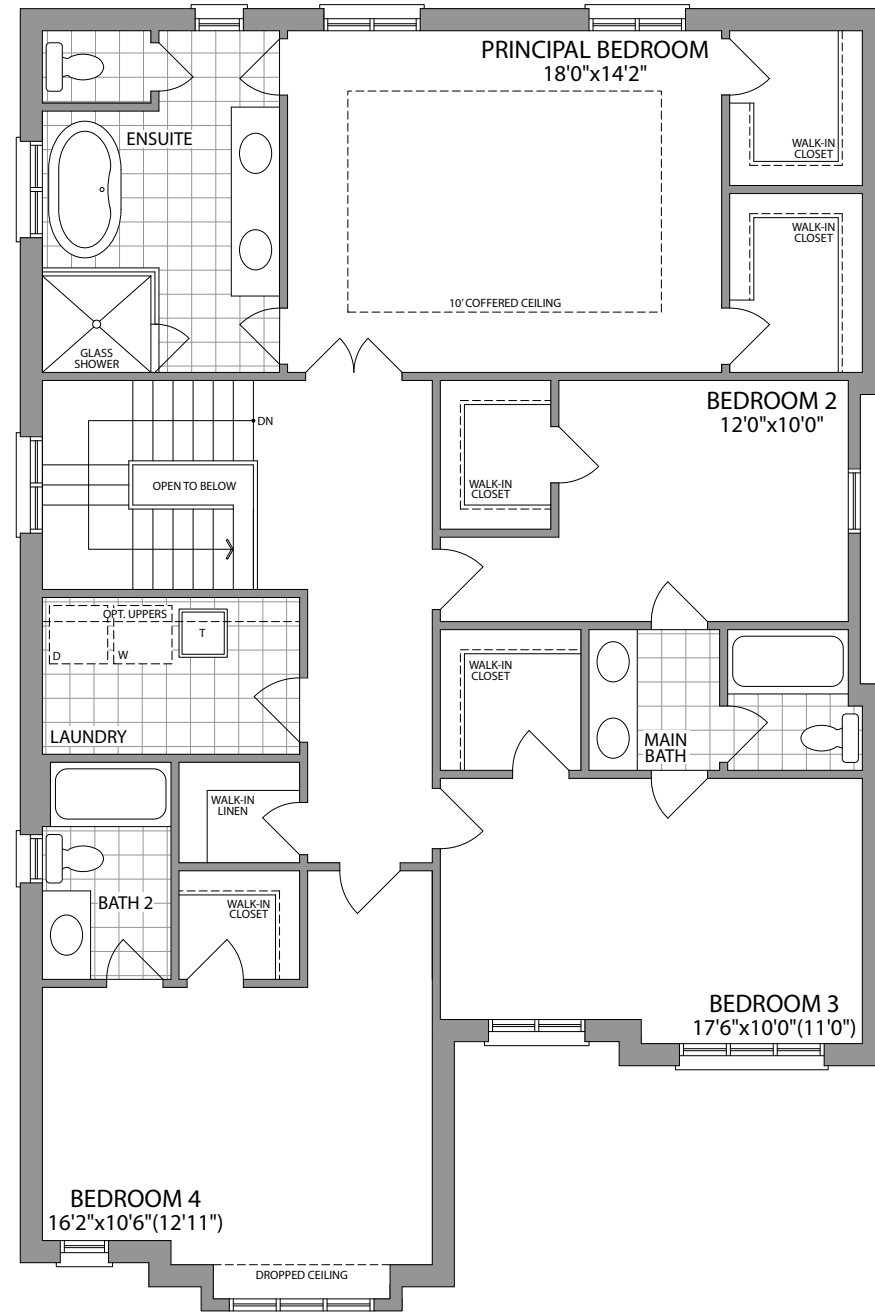 PRINCIPAL BEDROOM
18'0"x14'2"
ENSUITE
WALK-IN
CLOSET
WALK-IN
CLOSET
10' COFFERED CEILING
GLASS
SHOWER
BEDROOM 2
12'0"x10'0"
DN
OPEN TO BELOW
WALK-IN
CLOSET
OPT. UPPERS
D
W
T
LAUNDRY
WALK-IN
CLOSET
MAIN
BATH
WALK-IN
LINEN
BATH 2
WALK-IN
CLOSET
BEDROOM 3
17'6"x10'0"(11'0")
BEDROOM 4
16'2"x10'6"(12'11")
DROPPED CEILING